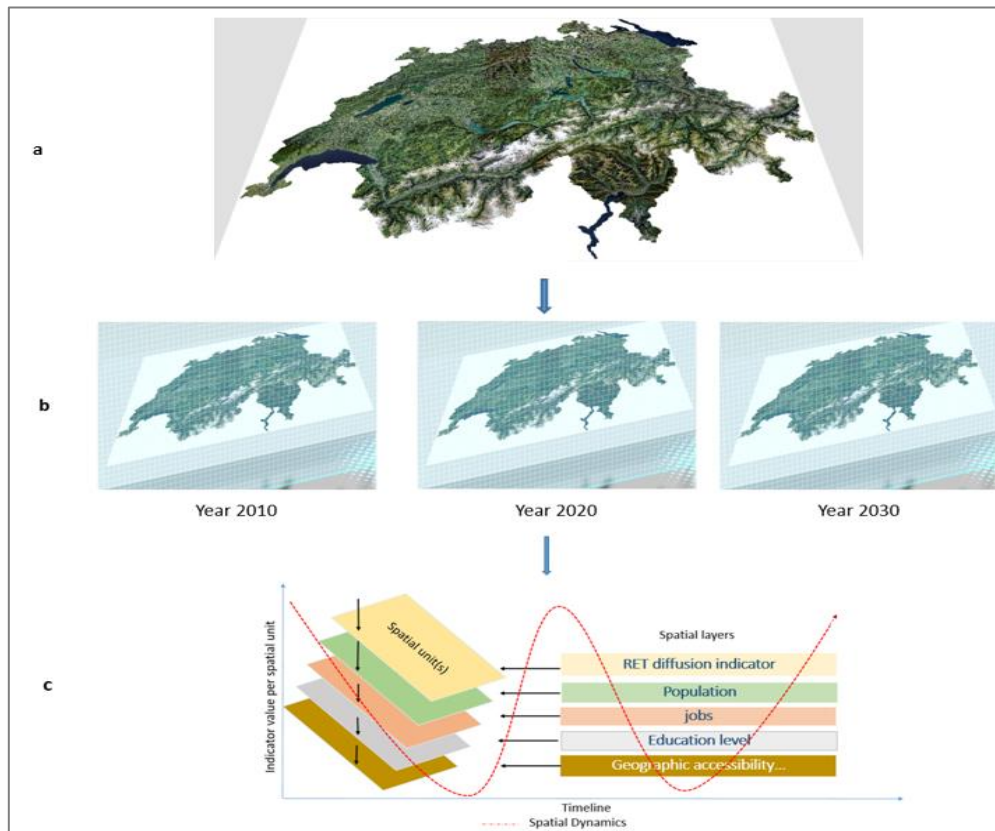 a
b
Year 2010
Year 2020
Year 2030
c
Indicator value per spatial unit
Spatial unit(s)
Spatial layers
RET diffusion indicator
Population
jobs
Education level
Geographic accessibility...
Timeline
Spatial Dynamics